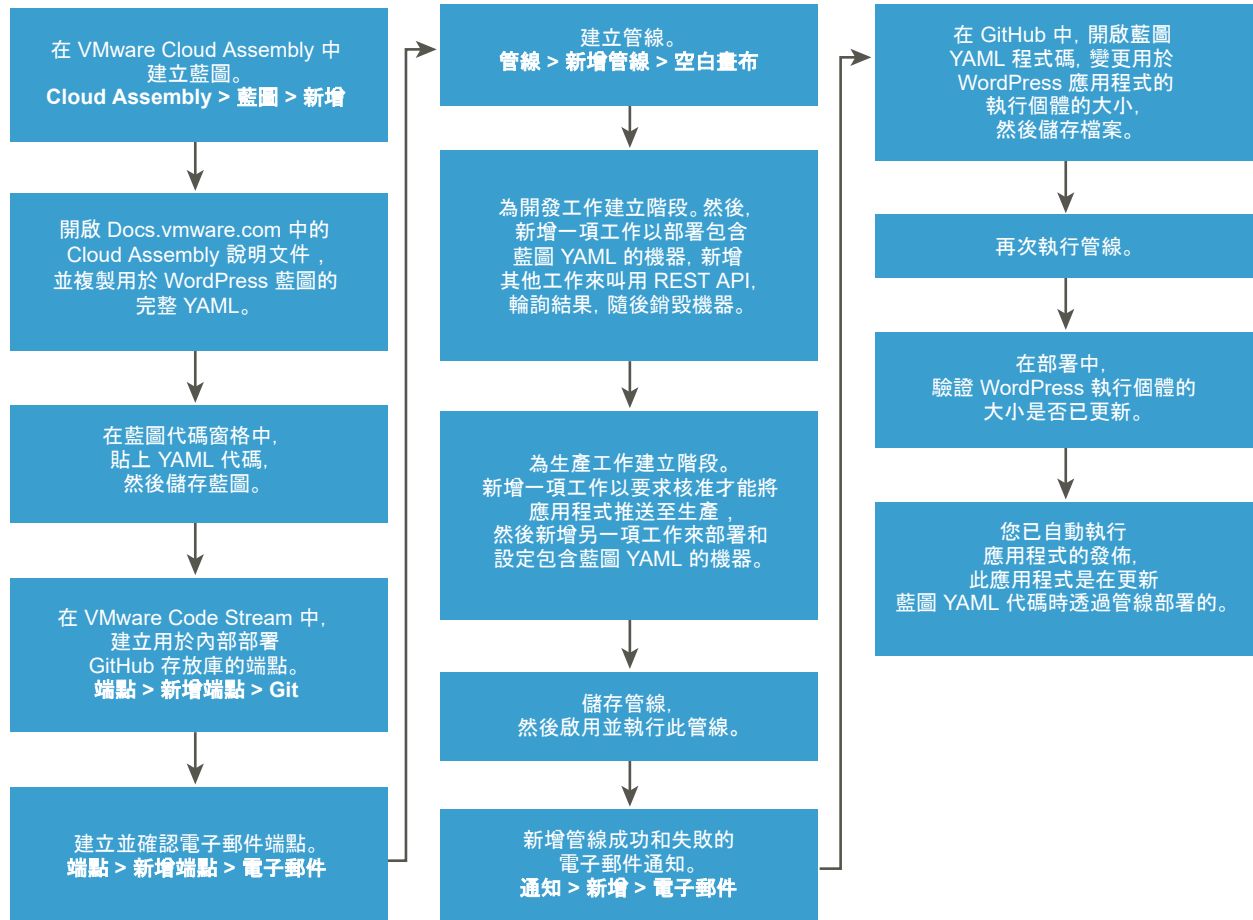 在 VMware Cloud Assembly 中
建立藍圖。
Cloud Assembly > 藍圖 > 新增
開啟 Docs.vmware.com 中的
Cloud Assembly 說明文件，
並複製用於 WordPress 藍圖的
完整 YAML。
在藍圖代碼窗格中，
貼上 YAML 代碼，
然後儲存藍圖。
在 VMware Code Stream 中，
建立用於內部部署
GitHub 存放庫的端點。
端點 > 新增端點 > Git
建立並確認電子郵件端點。
端點 > 新增端點 > 電子郵件
建立管線。
管線 > 新增管線 > 空白畫布
為開發工作建立階段。然後，
新增一項工作以部署包含
藍圖 YAML 的機器，新增
其他工作來叫用 REST API，
輪詢結果，隨後銷毀機器。
為生產工作建立階段。
新增一項工作以要求核准才能將
應用程式推送至生產，
然後新增另一項工作來部署和
設定包含藍圖 YAML 的機器。
儲存管線，
然後啟用並執行此管線。
新增管線成功和失敗的
電子郵件通知。
通知 > 新增 > 電子郵件
在 GitHub 中，開啟藍圖
YAML 程式碼，變更用於
WordPress 應用程式的
執行個體的大小，
然後儲存檔案。
再次執行管線。
在部署中，
驗證 WordPress 執行個體的
大小是否已更新。
您已自動執行
應用程式的發佈，
此應用程式是在更新
藍圖 YAML 代碼時透過管線部署的。